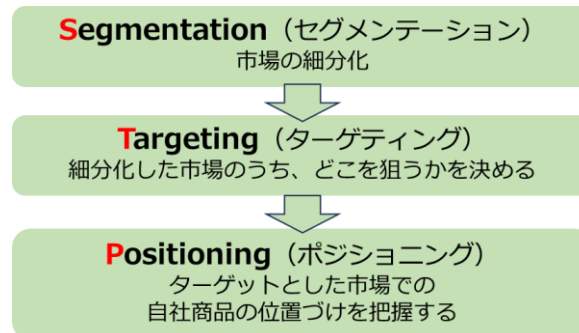 Segmentation（セグメンテーション）
市場の細分化
Targeting（ターゲティング）
細分化した市場のうち、どこを狙うかを決める
Positioning（ポジショニング）
ターゲットとした市場での
自社商品の位置づけを把握する